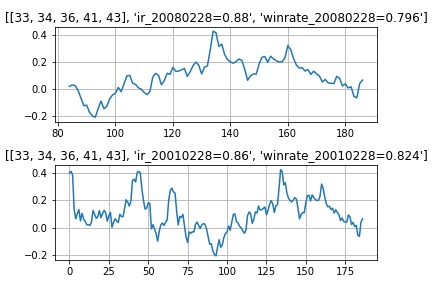 [[33, 34, 36, 41, 43], 'ir_20080228=0.88', 'winrate_20080228=0.796']
0.4
0.2
0.0
−0.2
80 100 120 140 160 180
[[33, 34, 36, 41, 43], 'ir_20010228=0.86', 'winrate_20010228=0.824']
0.4
0.2
0.0
−0.2
0 25 50 75 100 125 150 175